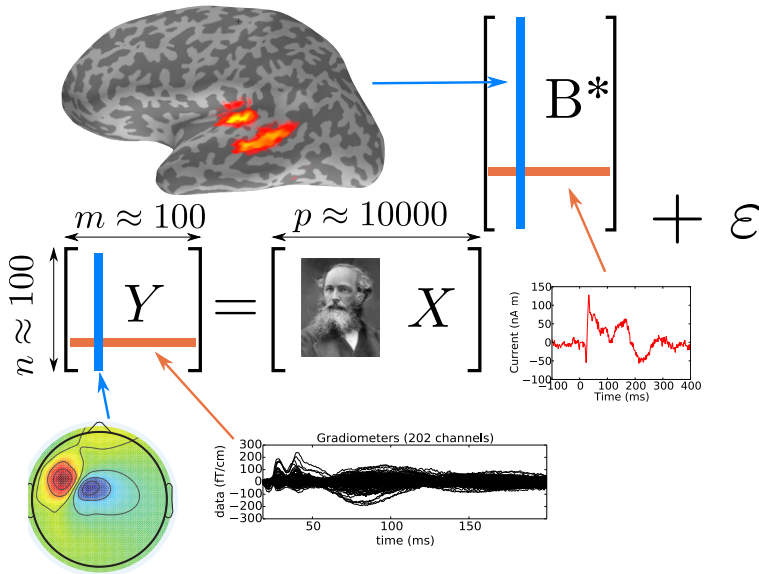 B*
m ≈ 100
p ≈ 10000
+ ε
n ≈ 100
Y
=
X
150
100
50
0
−50
−100
Current (nA m)
−100
0
100
200
300
400
Time (ms)
Gradiometers (202 channels)
300
200
100
0
−100
−200
−300
data (fT/cm)
50
100
150
time (ms)